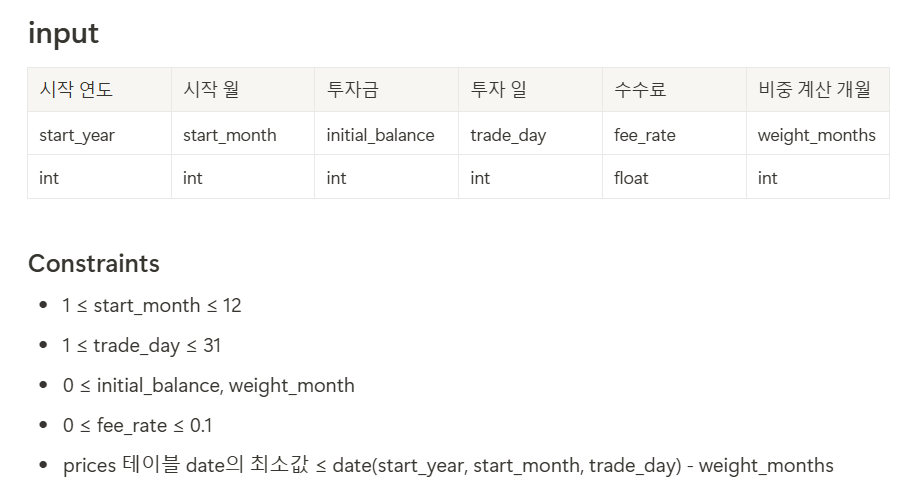 input
시작 연도 시작 월 투자금 투자 일 수수료 비중 계산 개월
start_year start_month initial_balance trade_day fee_rate weight_months
int int int int float int
Constraints
• 1 ≤ start_month ≤ 12
• 1 ≤ trade_day ≤ 31
• 0 ≤ initial_balance, weight_month
• 0 ≤ fee_rate ≤ 0.1
• prices 테이블 date의 최소값 ≤ date(start_year, start_month, trade_day) - weight_months